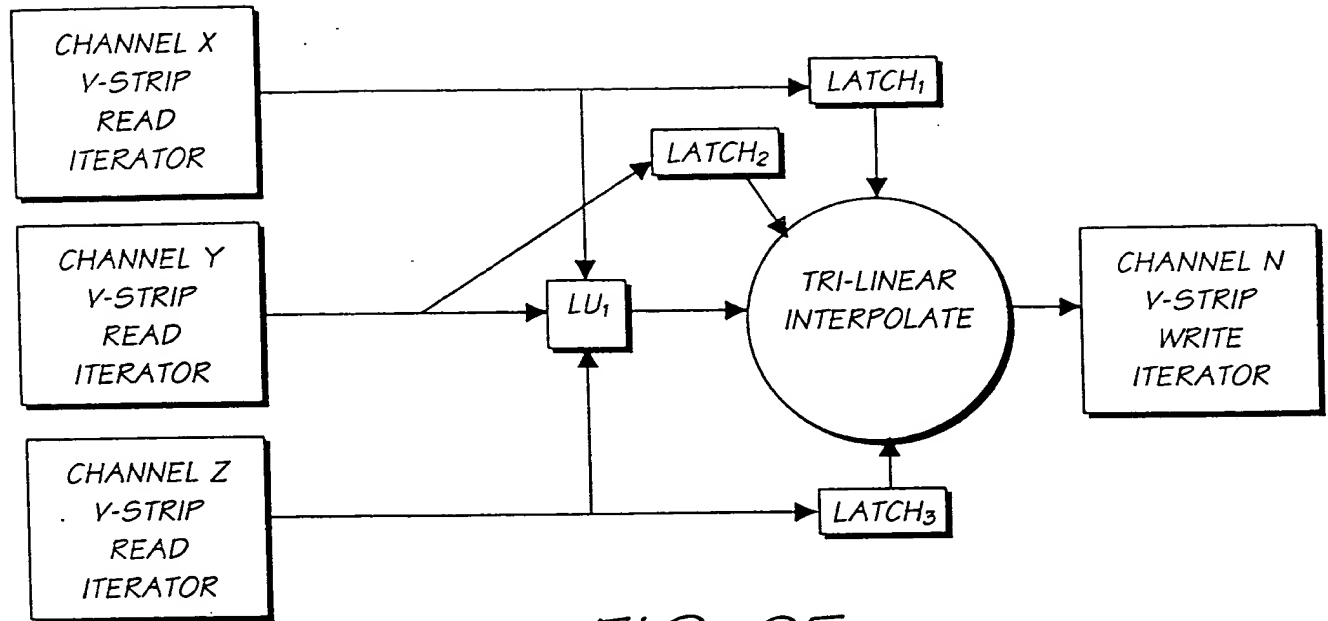 CHANNEL X
V-STRIP
READ
ITERATOR
LATCH₁
LATCH₂
CHANNEL Y
V-STRIP
READ
ITERATOR
LU₁
TRI-LINEAR
INTERPOLATE
CHANNEL N
V-STRIP
WRITE
ITERATOR
CHANNEL Z
V-STRIP
READ
ITERATOR
LATCH₃